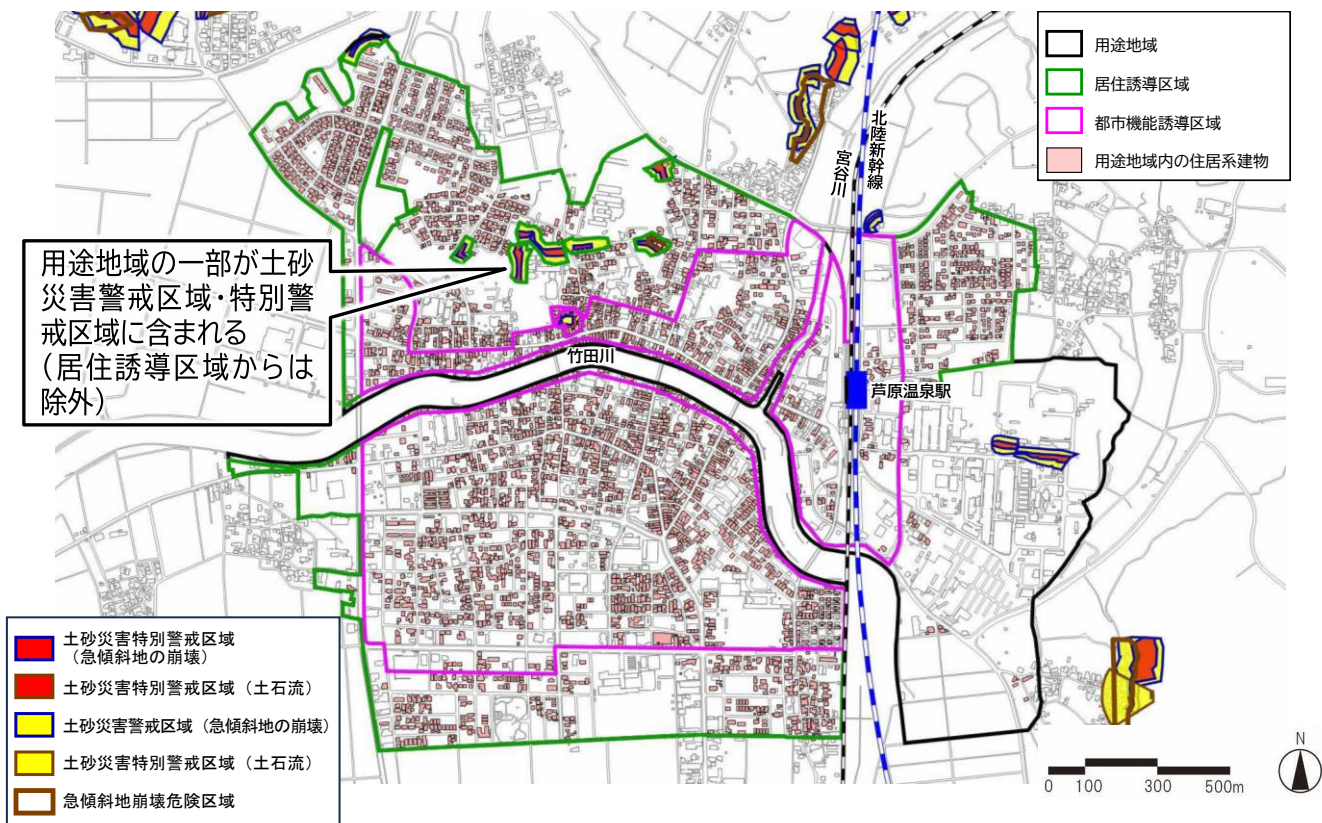 用途地域
居住誘導区域
都市機能誘導区域
用途地域内の住居系建物
北陸新幹線
宮谷川
用途地域の一部が土砂
災害警戒区域・特別警
戒区域に含まれる
（居住誘導区域からは
除外）
竹田川
芦原温泉駅
土砂災害特別警戒区域
（急傾斜地の崩壊）
土砂災害特別警戒区域（土石流）
土砂災害警戒区域（急傾斜地の崩壊）
土砂災害特別警戒区域（土石流）
急傾斜地崩壊危険区域
0 100 300 500m
N